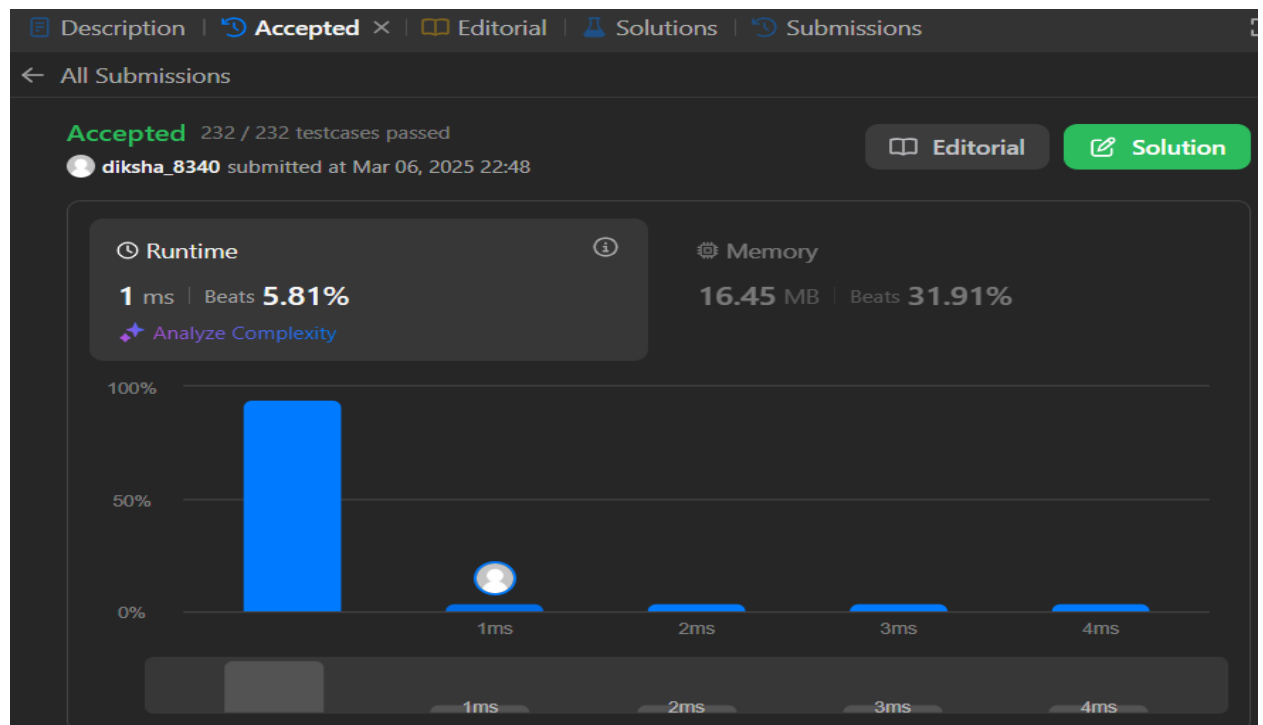 Description | Accepted × | Editorial | Solutions | Submissions
← All Submissions
Accepted 232 / 232 testcases passed
diksha_8340 submitted at Mar 06, 2025 22:48
Editorial
Solution
Runtime
1 ms | Beats 5.81%
Analyze Complexity
Memory
16.45 MB | Beats 31.91%
100%
50%
0%
1ms 2ms 3ms 4ms
1ms 2ms 3ms 4ms